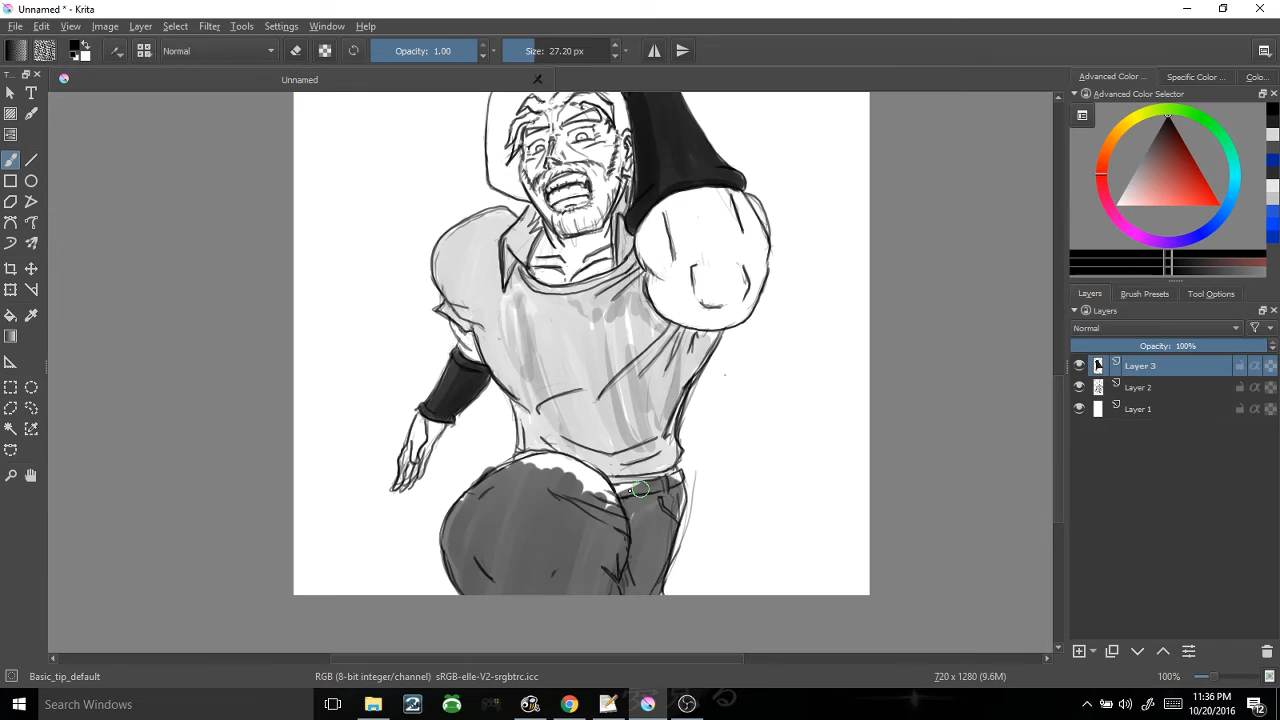 Unnamed * - Krita
File Edit View Image Layer Select Filter Tools Settings Window Help
Normal Opacity: 1.00 Size: 27.20 px
T... Unnamed Advanced Color ... Specific Color ... Colo...
Advanced Color Selector
Layers Brush Presets Tool Options
Layers
Normal
Opacity: 100%
Layer 3
Layer 2
Layer 1
Basic_tip_default RGB (8-bit integer/channel) sRGB-elle-V2-srgbtrc.icc 720 x 1280 (9.6M) 100%
Search Windows 11:36 PM
10/20/2016